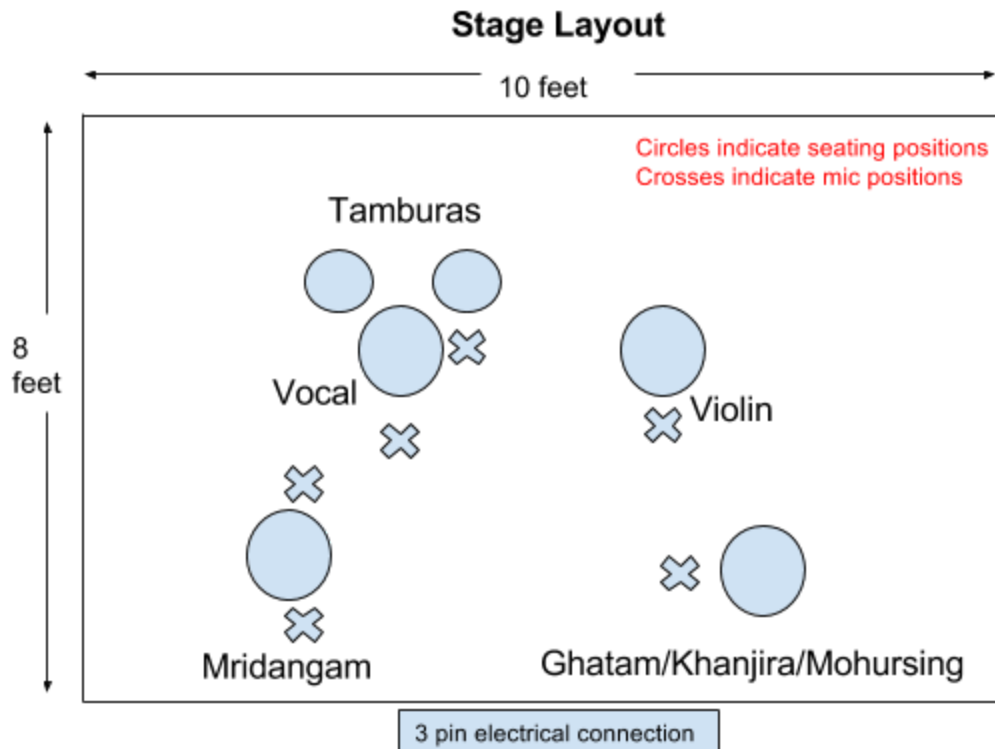 Stage Layout
10 feet
Circles indicate seating positions
Crosses indicate mic positions
Tamburas
8
feet
Vocal
Violin
Mridangam
Ghatam/Khanjira/Mohursing
3 pin electrical connection